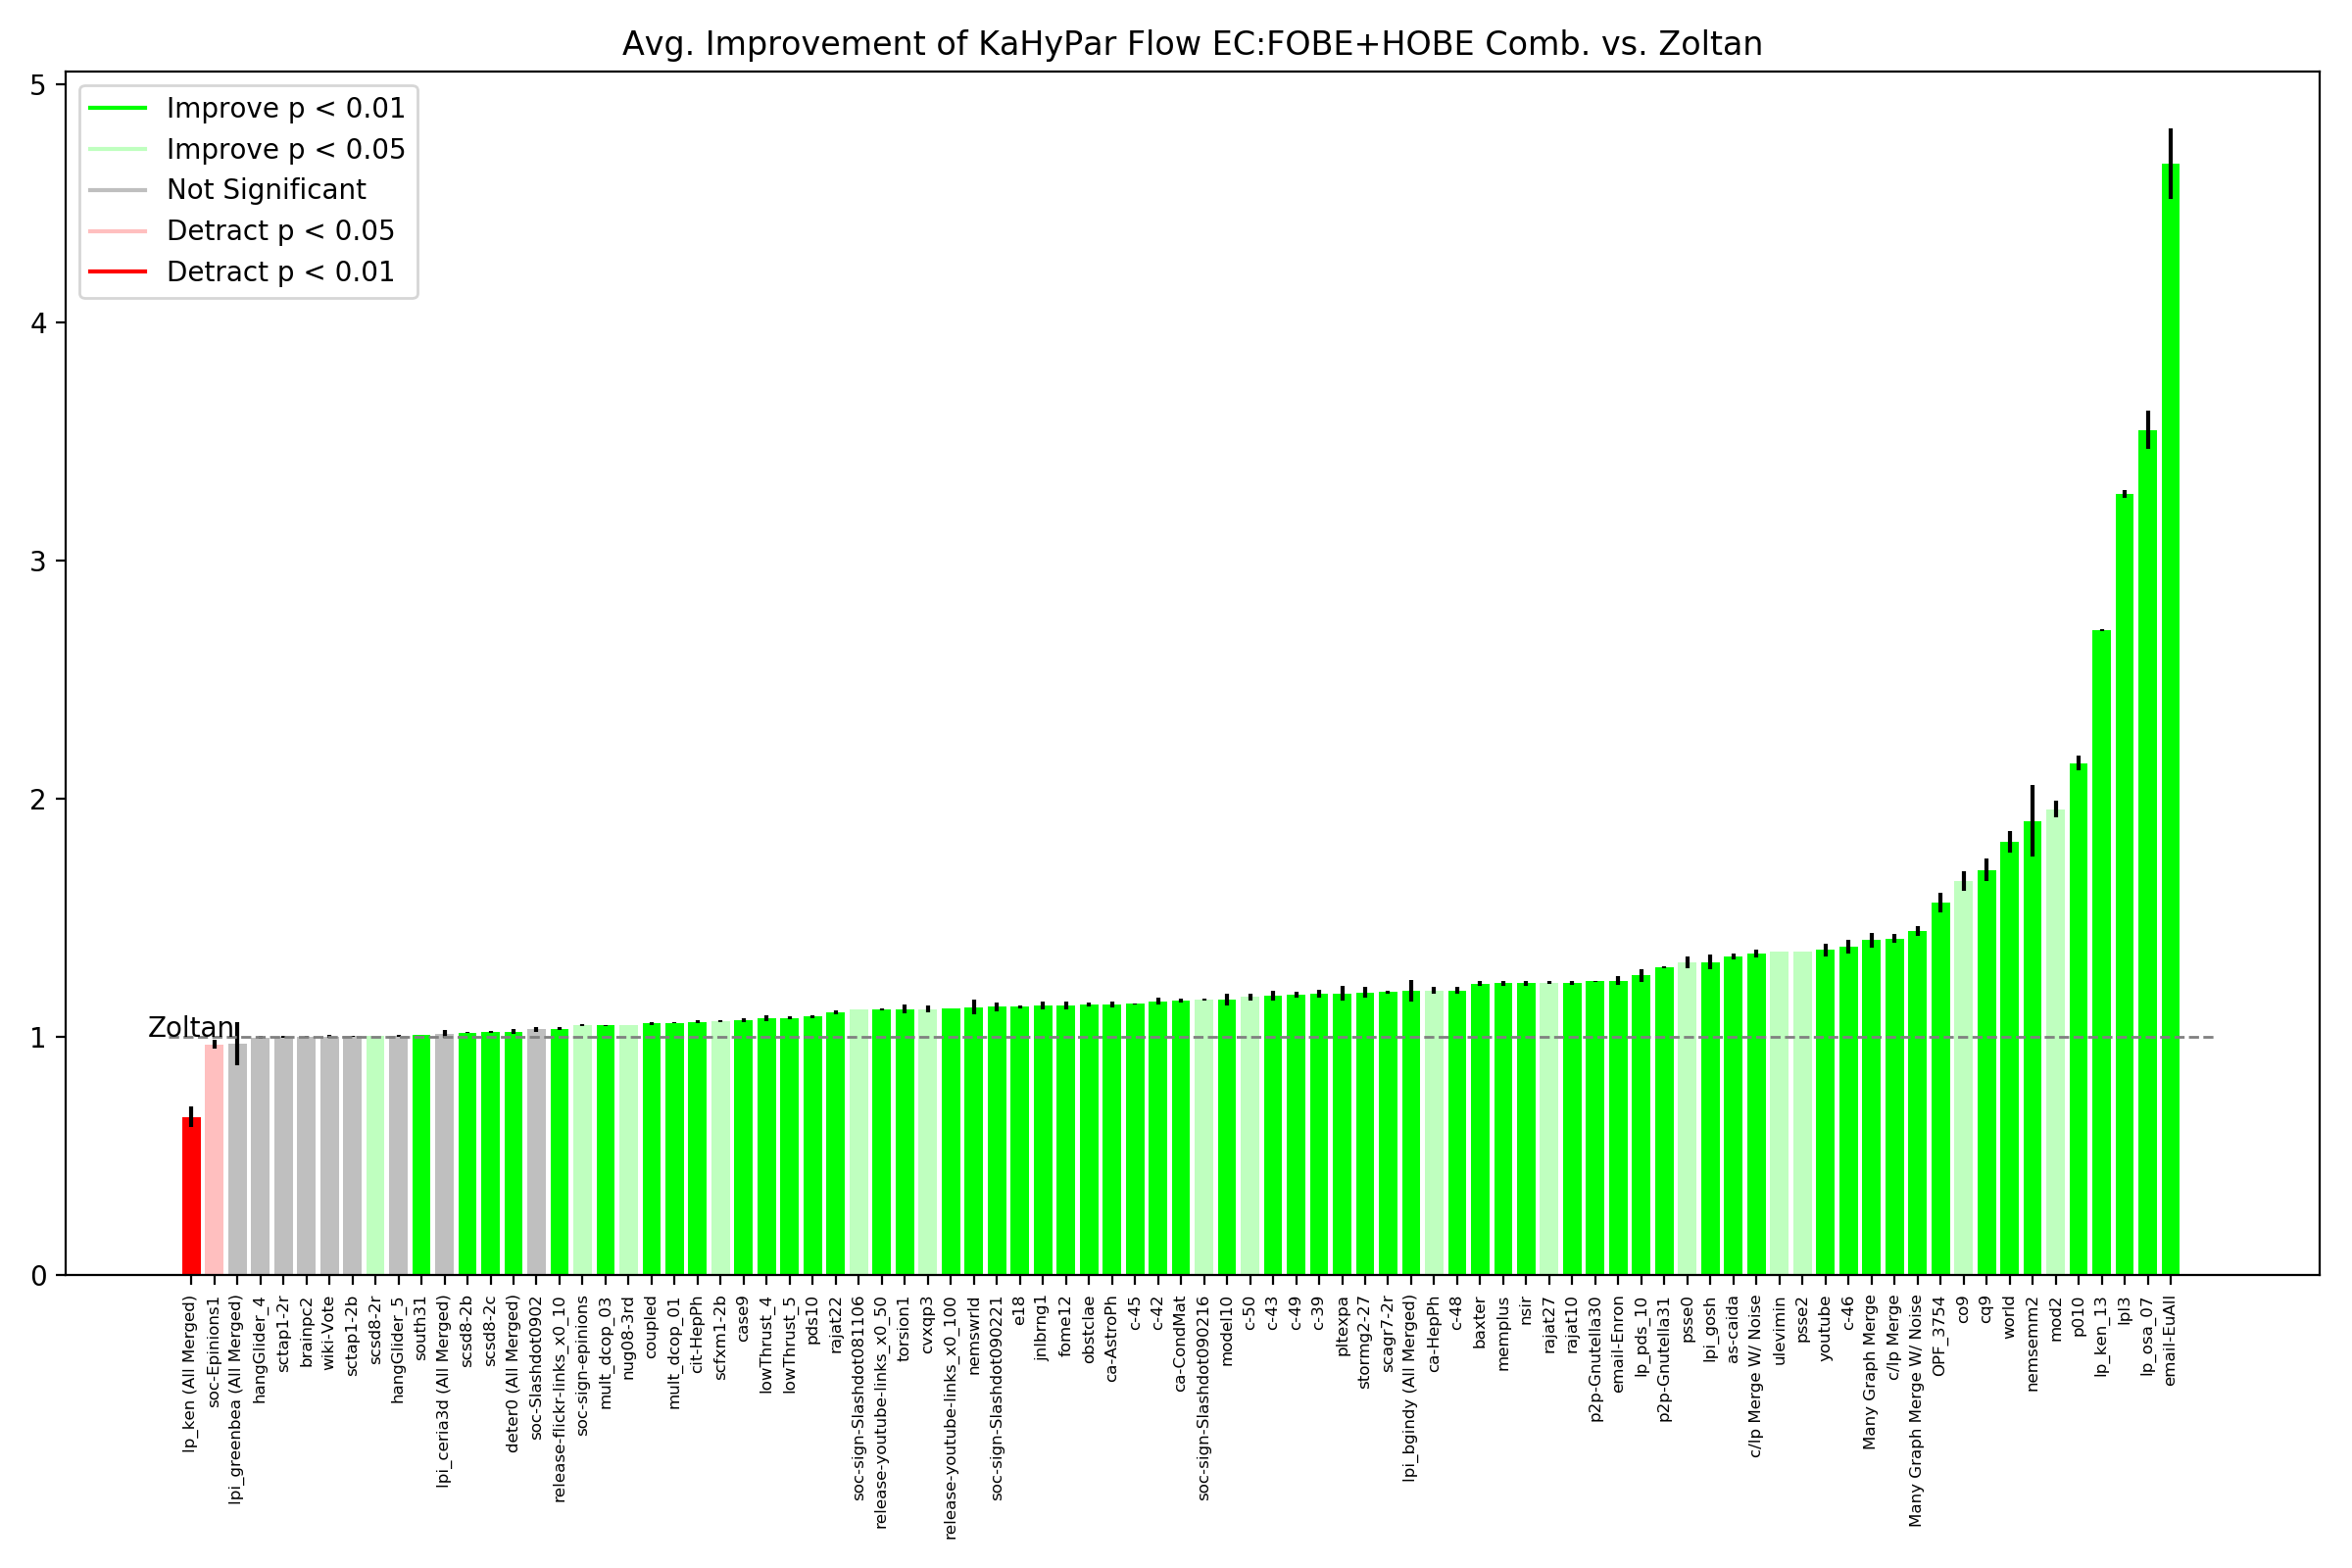 Avg. Improvement of KaHyPar Flow EC:FOBE+HOBE Comb. vs. Zoltan
5
4
3
2
1
0
Improve p < 0.01
Improve p < 0.05
Not Significant
Detract p < 0.05
Detract p < 0.01
Zoltan
lp_ken (All Merged)
soc-Epinions1
lpi_greenbea (All Merged)
hangGlider_4
sctap1-2r
brainpc2
wiki-Vote
sctap1-2b
scsd8-2r
hangGlider_5
south31
lpi_ceria3d (All Merged)
scsd8-2b
scsd8-2c
deter0 (All Merged)
soc-Slashdot0902
release-flickr-links_x0_10
soc-sign-epinions
mult_dcop_03
nug08-3rd
coupled
mult_dcop_01
cit-HepPh
scfxm1-2b
case9
lowThrust_4
lowThrust_5
pds10
rajat22
soc-sign-Slashdot081106
release-youtube-links_x0_50
torsion1
cvxqp3
release-youtube-links_x0_100
nemswrld
soc-sign-Slashdot090221
e18
jnlbrng1
fome12
obstclae
ca-AstroPh
c-45
c-42
ca-CondMat
soc-sign-Slashdot090216
model10
c-50
c-43
c-49
c-39
pltexpa
stormg2-27
scagr7-2r
lpi_bgindy (All Merged)
ca-HepPh
c-48
baxter
memplus
nsir
rajat27
rajat10
p2p-Gnutella30
email-Enron
lp_pds_10
p2p-Gnutella31
psse0
lpi_gosh
as-caida
c/lp Merge W/ Noise
ulevimin
psse2
youtube
c-46
Many Graph Merge
c/lp Merge
Many Graph Merge W/ Noise
OPF_3754
co9
cq9
world
nemsemm2
mod2
p010
lp_ken_13
lpl3
lp_osa_07
email-EuAll